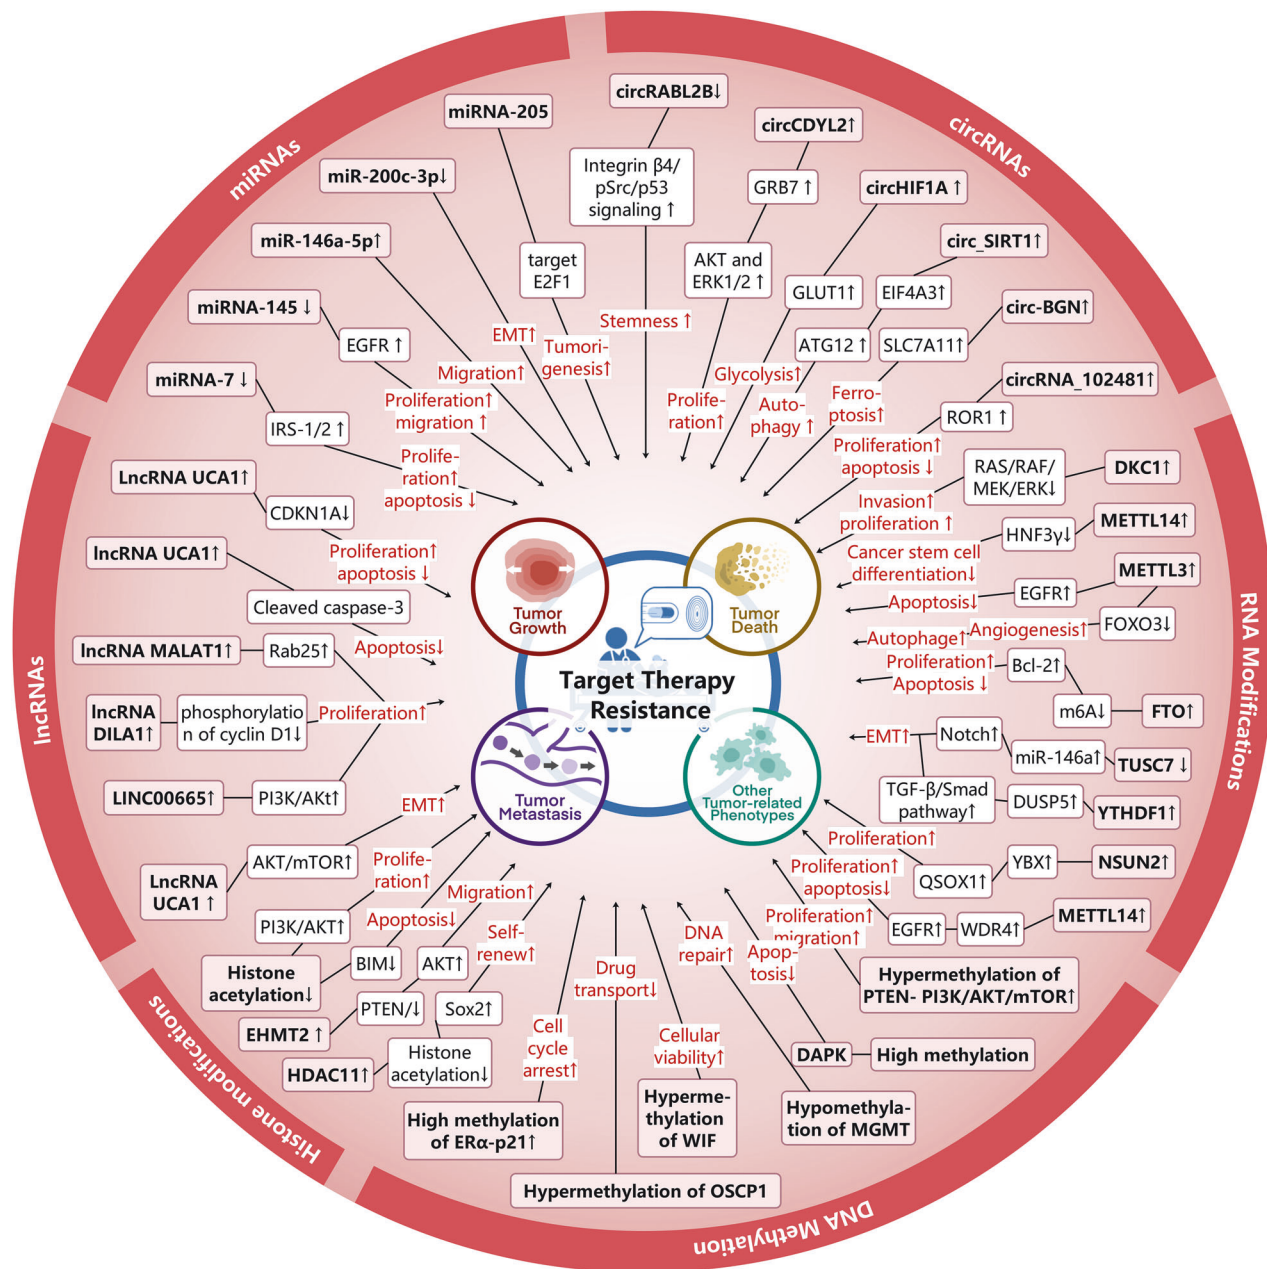 miRNAs
miRNA-205
miR-200c-3p↓
miR-146a-5p↑
miRNA-145 ↓
miRNA-7 ↓
target
E2F1
EGFR ↑
IRS-1/2 ↑
EMT↑
Tumori-
genesis↑
Migration↑
Proliferation↑
migration ↑
Prolife-
ration↑
apoptosis ↓
circRNAs
circRABL2B↓
Integrin β4/
pSrc/p53
signaling ↑
Stemness ↑
circCDYL2↑
GRB7 ↑
AKT and
ERK1/2 ↑
Prolife-
ration↑
circHIF1A ↑
GLUT1↑
Glycolysis↑
circ_SIRT1↑
EIF4A3↑
ATG12 ↑
Auto-
phagy ↑
circ-BGN↑
SLC7A11↑
Ferro-
ptosis↑
circRNA_102481↑
ROR1 ↑
Proliferation↑
apoptosis ↓
RNA Modifications
DKC1↑
RAS/RAF/
MEK/ERK↓
Invasion↑
proliferation ↑
METTL14↑
HNF3γ↓
Cancer stem cell
differentiation↓
METTL3↑
EGFR↑
Apoptosis↓
FOXO3↓
Angiogenesis↑
Autophage↑
FTO↑
m6A↓
Bcl-2↑
Proliferation↑
Apoptosis ↓
TUSC7 ↓
miR-146a↑
Notch↑
EMT↑
YTHDF1↑
DUSP5↑
TGF-β/Smad
pathway↑
NSUN2↑
YBX↑
QSOX1↑
Proliferation↑
METTL14↑
WDR4↑
EGFR↑
Proliferation↑
apoptosis↓
DNA Methylation
Hypermethylation of
PTEN- PI3K/AKT/mTOR↑
Proliferation↑
migration↑
High methylation
DAPK
Apop-
tosis↓
Hypomethyla-
tion of MGMT
DNA
repair↑
Hyperme-
thylation
of WIF
Cellular
viability↑
Hypermethylation of OSCP1
Drug
transport↓
High methylation
of ERα-p21↑
Cell
cycle
arrest↑
Histone modifications
HDAC11↑
Histone
acetylation↓
Sox2↑
Self-
renew↑
EHMT2 ↑
PTEN/↓
AKT↑
Migration↑
Histone
acetylation↓
BIM↓
Apoptosis↓
PI3K/AKT↑
Prolife-
ration↑
lncRNAs
LncRNA UCA1↑
CDKN1A↓
Proliferation↑
apoptosis ↓
lncRNA UCA1↑
Cleaved caspase-3
Apoptosis↓
lncRNA MALAT1↑
Rab25↑
lncRNA
DILA1↑
phosphorylatio
n of cyclin D1↓
Proliferation↑
LINC00665↑
PI3K/AKt↑
LncRNA
UCA1 ↑
AKT/mTOR↑
EMT↑
Tumor
Growth
Tumor
Death
Target Therapy
Resistance
Tumor
Metastasis
Other
Tumor-related
Phenotypes